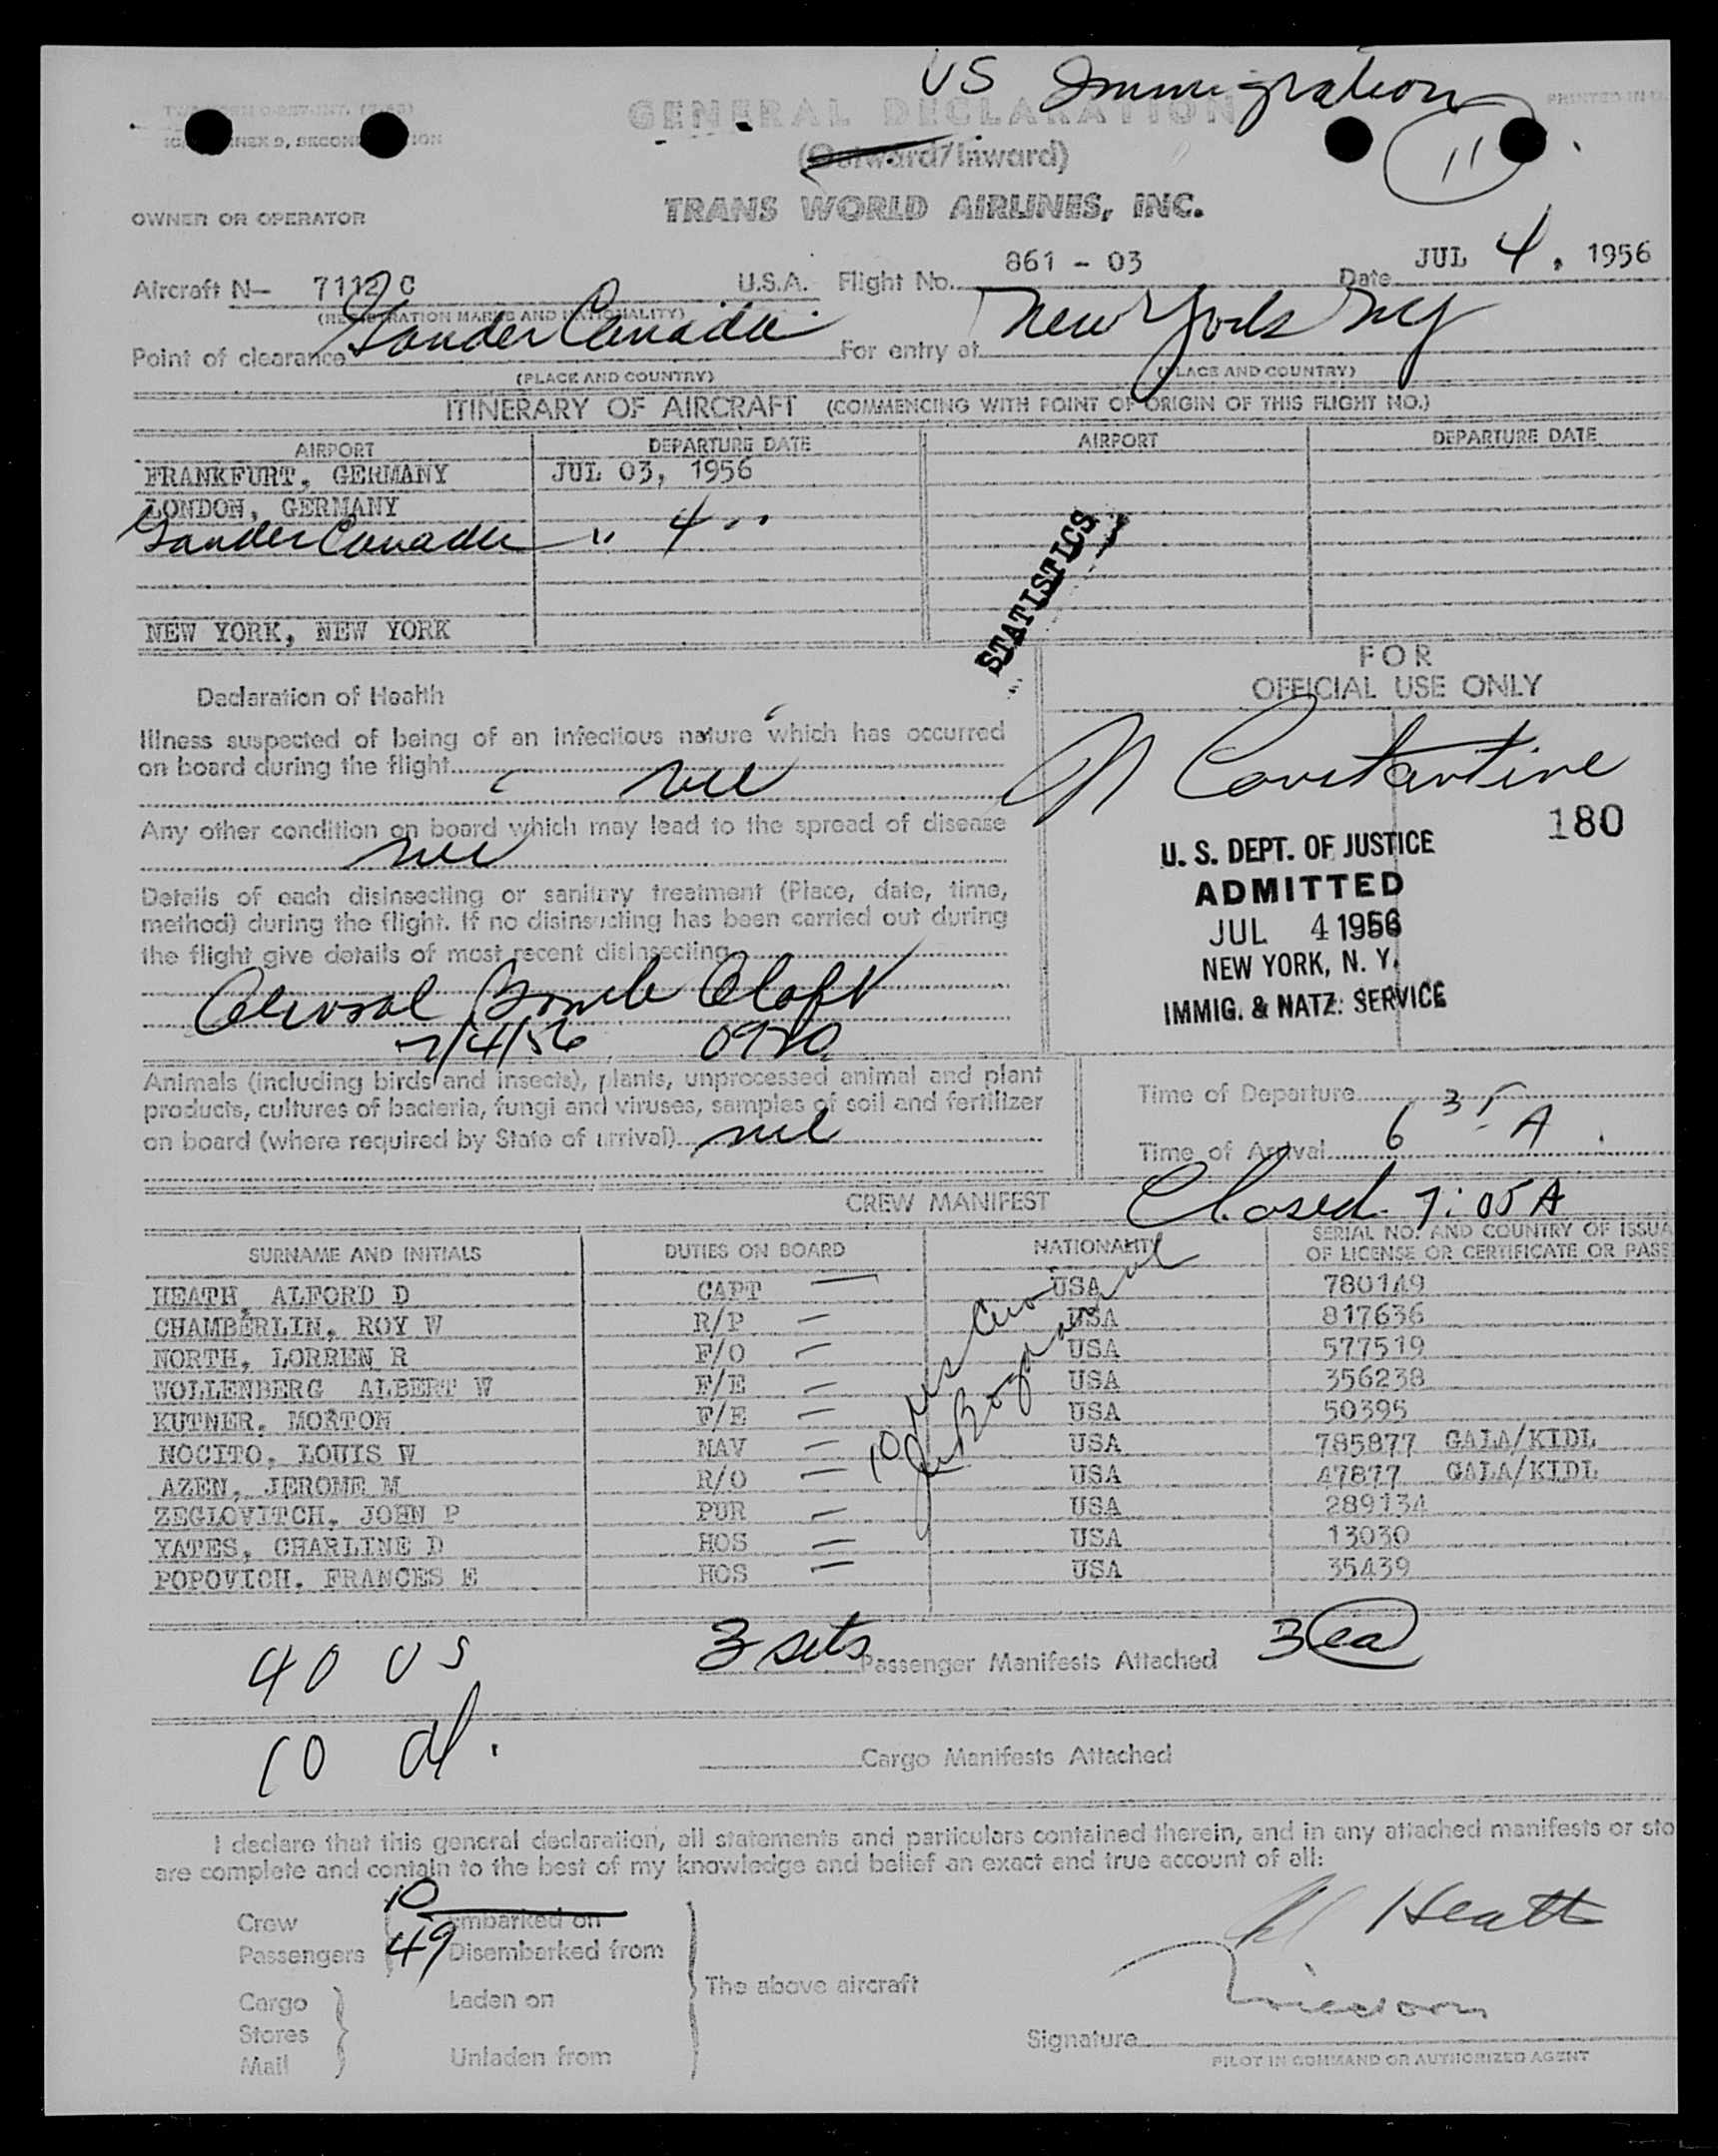 US Immigration
GENERAL DECLARATION
PRINTED IN U.
(Outward/Inward)
11
TRANS WORLD AIRLINES, INC.
OWNER OR OPERATOR
Aircraft N— 7112 C U.S.A. Flight No. 861 - 03 Date JUL 4, 1956
(REGISTRATION MARKS AND NATIONALITY)
Point of clearance Gander Canada For entry at New York NY
(PLACE AND COUNTRY) (PLACE AND COUNTRY)
ITINERARY OF AIRCRAFT (COMMENCING WITH POINT OF ORIGIN OF THIS FLIGHT NO.)
AIRPORT DEPARTURE DATE AIRPORT DEPARTURE DATE
FRANKFURT, GERMANY JUL 03, 1956
LONDON, GERMANY
Gander Canada " 4 "
STATISTICS
NEW YORK, NEW YORK
FOR
OFFICIAL USE ONLY
Declaration of Health
Illness suspected of being of an infectious nature which has occurred
on board during the flight
nil
Any other condition on board which may lead to the spread of disease
nil
Details of each disinsecting or sanitary treatment (Place, date, time,
method) during the flight. If no disinsecting has been carried out during
the flight give details of most recent disinsecting
Bomb
7/4/56
N Constantine
180
U. S. DEPT. OF JUSTICE
ADMITTED
JUL 4 1956
NEW YORK, N. Y.
IMMIG. & NATZ. SERVICE
Animals (including birds and insects), plants, unprocessed animal and plant
products, cultures of bacteria, fungi and viruses, samples of soil and fertilizer
on board (where required by State of arrival) nil
Time of Departure
Time of Arrival 6 35 A
Closed 7:05 A
CREW MANIFEST
SURNAME AND INITIALS DUTIES ON BOARD NATIONALITY SERIAL NO. AND COUNTRY OF ISSUA
OF LICENSE OR CERTIFICATE OR PASS
HEATH, ALFORD D CAPT USA 780149
CHAMBERLIN, ROY W R/P USA 817636
NORTH, LORREN R F/O USA 577519
WOLLENBERG ALBERT W F/E USA 356238
KUTNER, MORTON F/E USA 50395
NOCITO, LOUIS W NAV USA 785877 GALA/KIDL
AZEN, JEROME M R/O USA 47877 GALA/KIDL
ZEGLOVITCH, JOHN P PUR USA 289134
YATES, CHARLINE D HOS USA 13030
POPOVICH, FRANCES E HOS USA 35439
10 US
40 US
3 sets Passenger Manifests Attached 3 ea
10 al.
Cargo Manifests Attached
I declare that this general declaration, all statements and particulars contained therein, and in any attached manifests or sto
are complete and contain to the best of my knowledge and belief an exact and true account of all:
Crew 10 Embarked on
Passengers 49 Disembarked from
The above aircraft
Cargo Laden on
Stores
Mail Unladen from
Heath
Signature
PILOT IN COMMAND OR AUTHORIZED AGENT